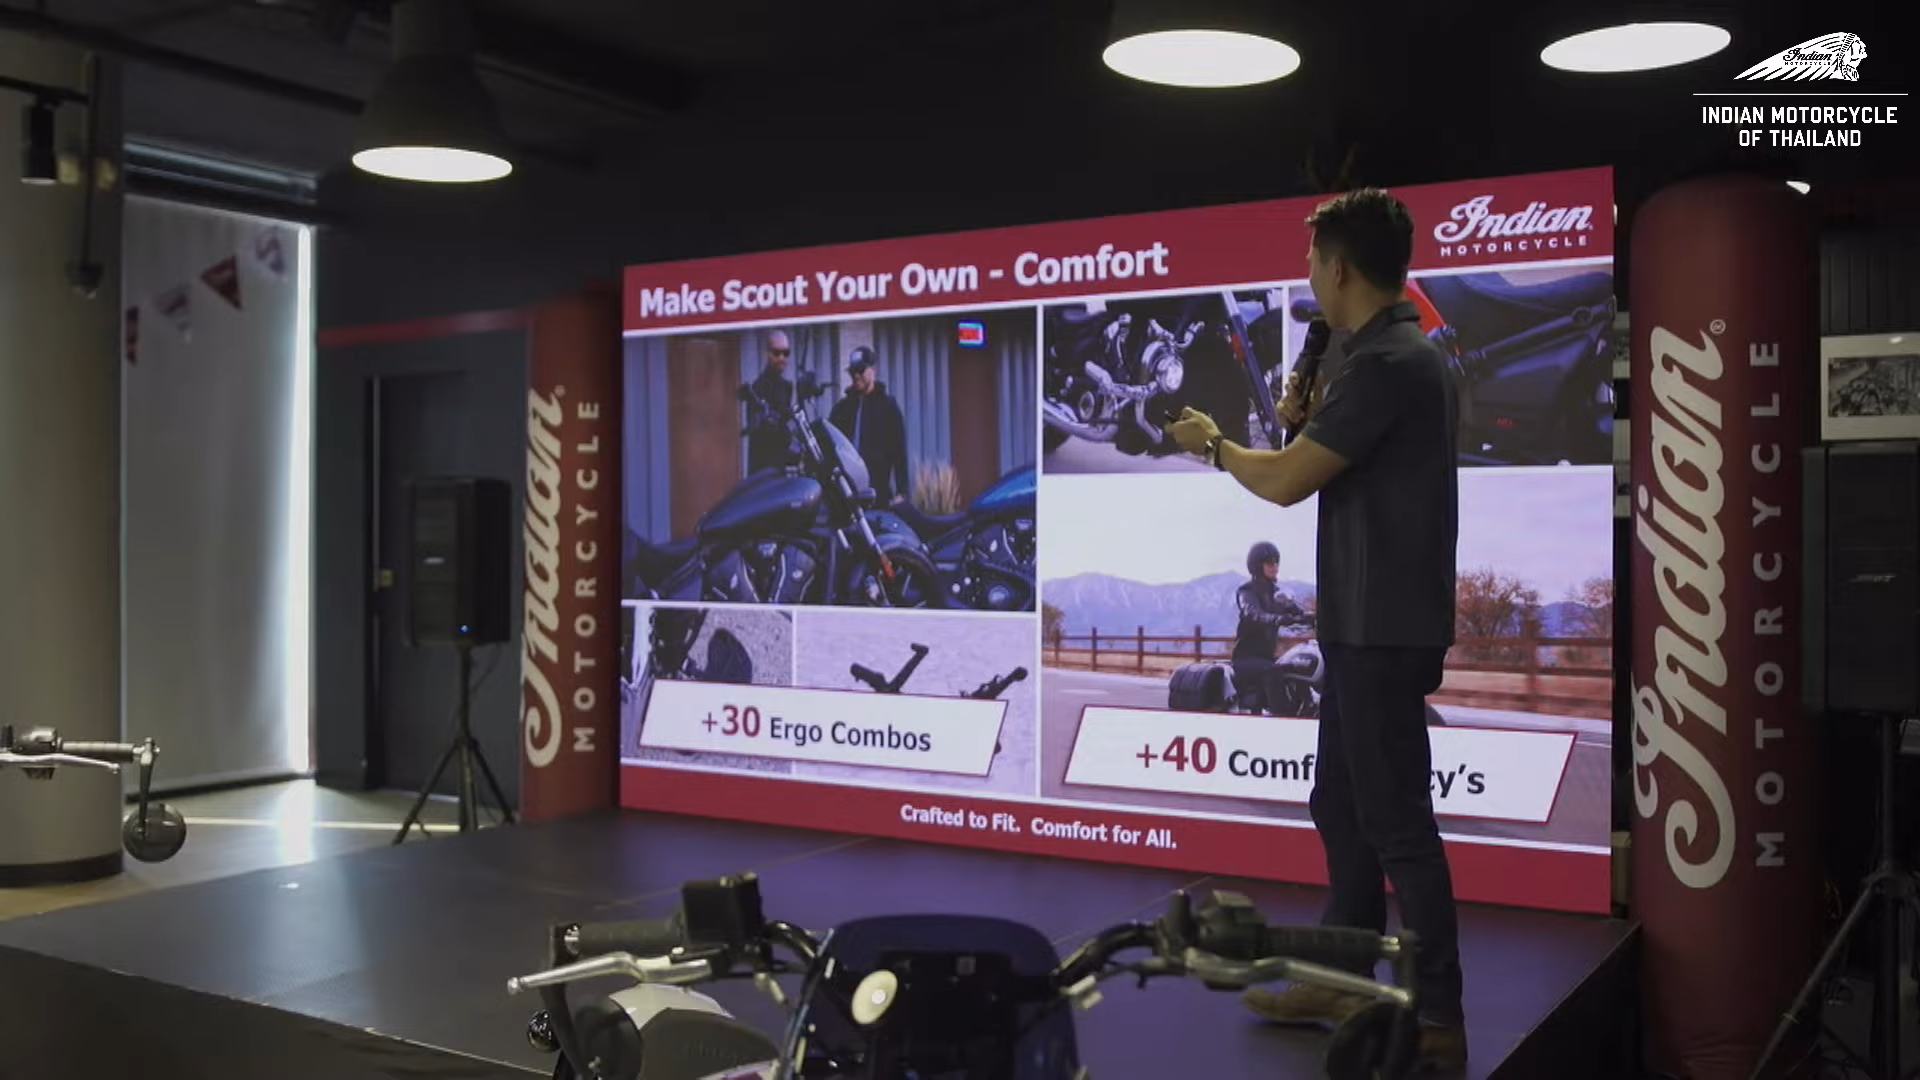 Indian
MOTORCYCLE
INDIAN MOTORCYCLE
OF THAILAND
Make Scout Your Own - Comfort
Indian
MOTORCYCLE
+30 Ergo Combos
+40
Crafted to Fit. Comfort for All.
Indian®
MOTORCYCLE
Indian®
MOTORCYCLE